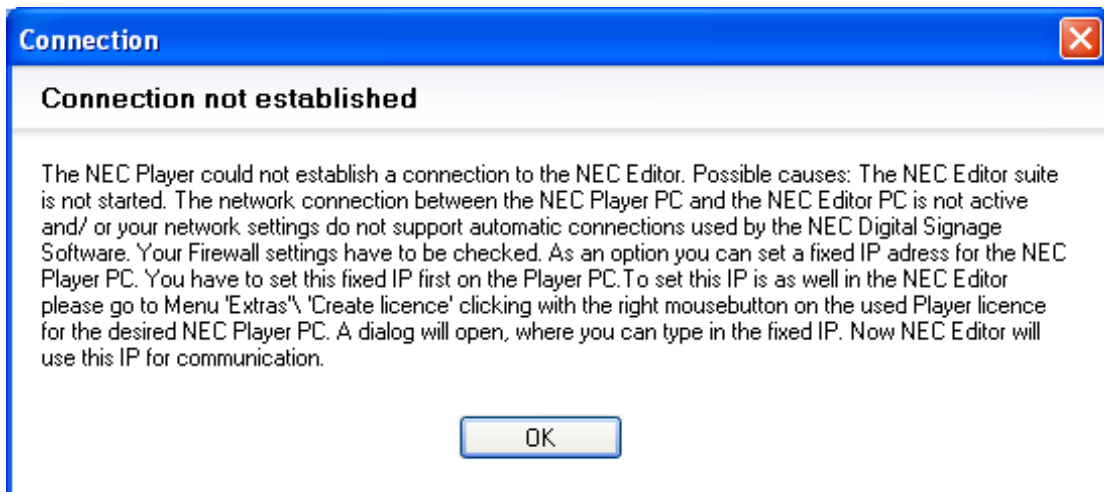 Connection
Connection not established
The NEC Player could not establish a connection to the NEC Editor. Possible causes: The NEC Editor suite
is not started. The network connection between the NEC Player PC and the NEC Editor PC is not active
and/ or your network settings do not support automatic connections used by the NEC Digital Signage
Software. Your Firewall settings have to be checked. As an option you can set a fixed IP adress for the NEC
Player PC. You have to set this fixed IP first on the Player PC.To set this IP is as well in the NEC Editor
please go to Menu 'Extras''\ 'Create licence' clicking with the right mousebutton on the used Player licence
for the desired NEC Player PC. A dialog will open, where you can type in the fixed IP. Now NEC Editor will
use this IP for communication.
OK